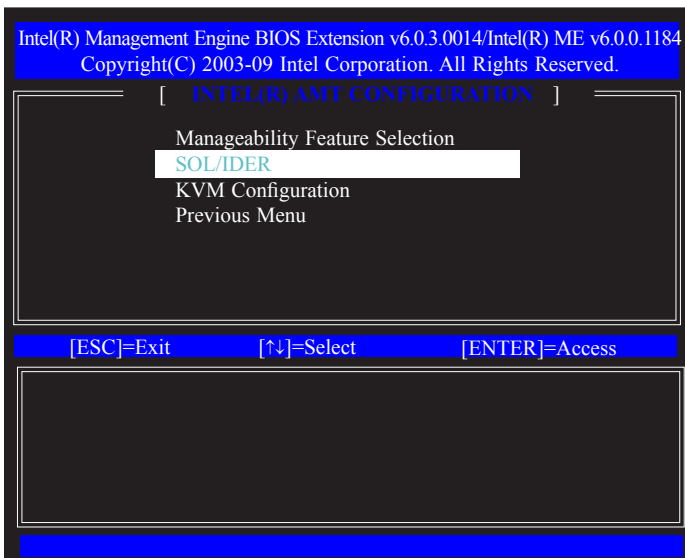 Intel(R) Management Engine BIOS Extension v6.0.3.0014/Intel(R) ME v6.0.0.1184
Copyright(C) 2003-09 Intel Corporation. All Rights Reserved.
[ INTEL(R) AMT CONFIGURATION ]
Manageability Feature Selection
SOL/IDER
KVM Configuration
Previous Menu
[ESC]=Exit [↑↓]=Select [ENTER]=Access